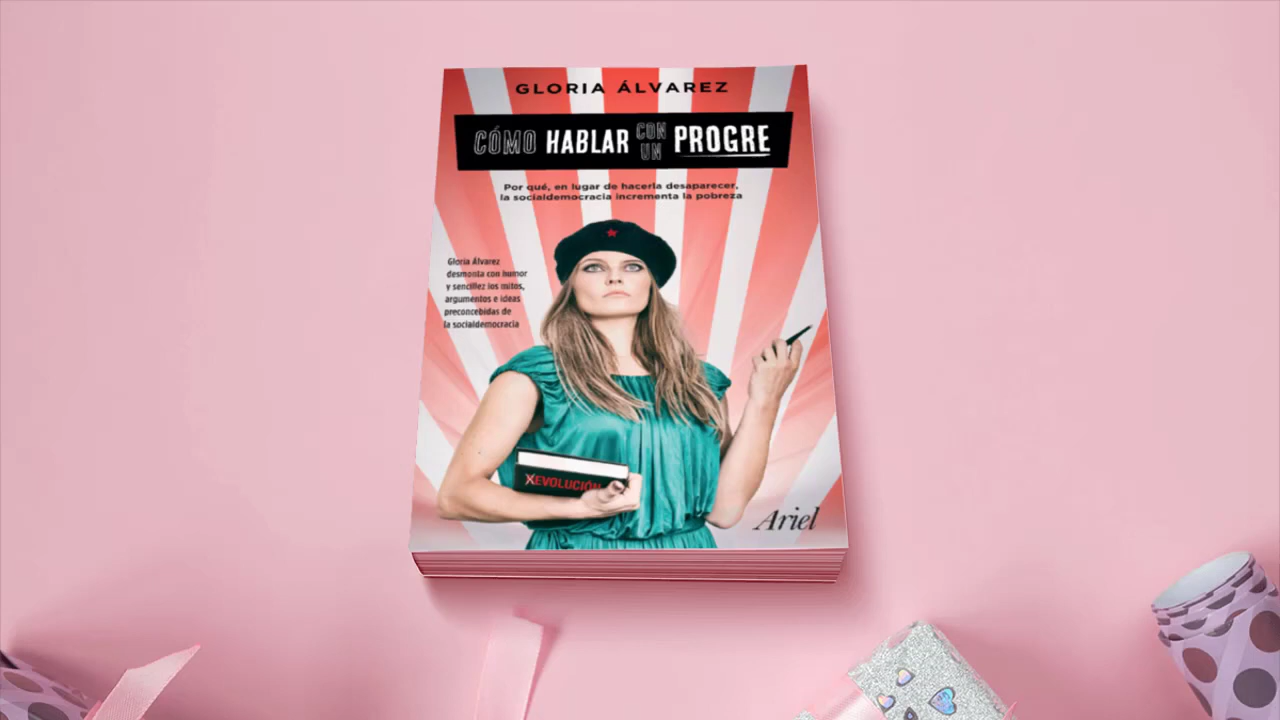 GLORIA ÁLVAREZ
CÓMO HABLAR CON UN PROGRE
Por qué, en lugar de hacerla desaparecer,
la socialdemocracia incrementa la pobreza
Gloria Álvarez
desmonta con humor
y sencillez los mitos,
argumentos e ideas
preconcebidas de
la socialdemocracia
XEVOLUCIÓN
Ariel